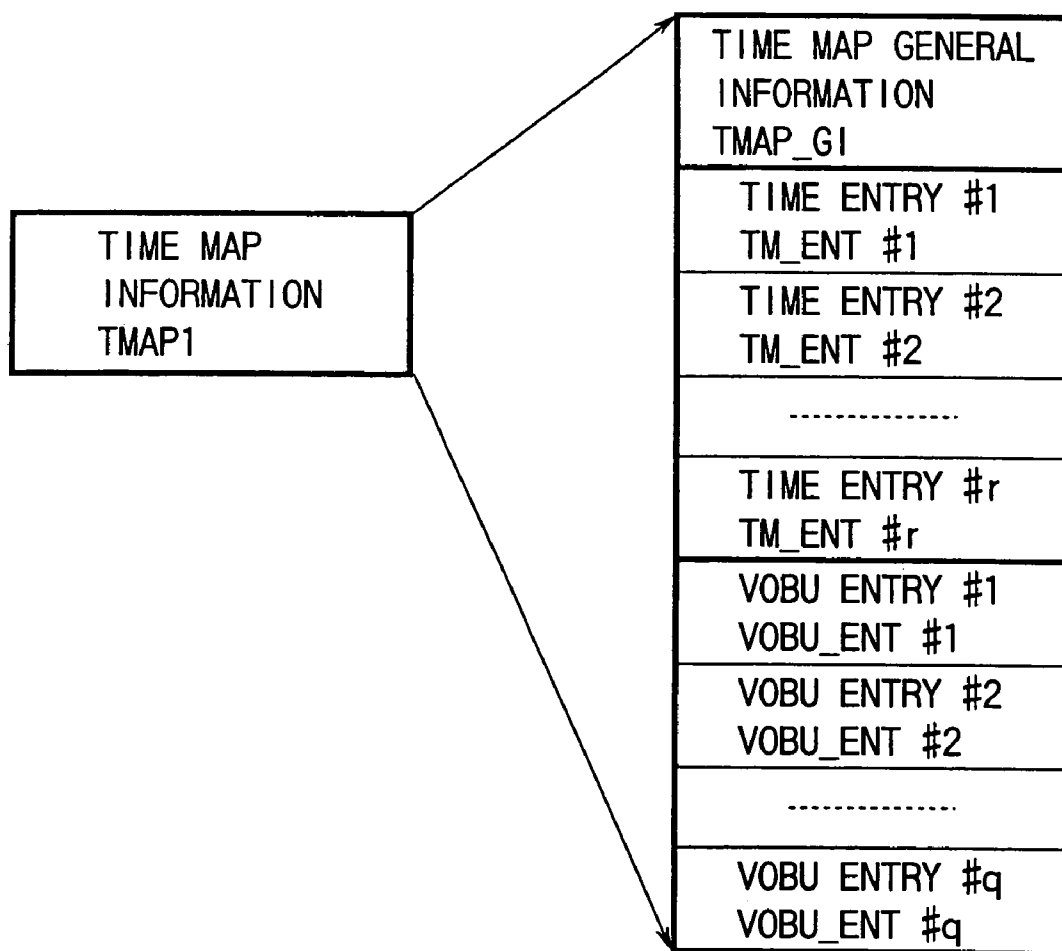 TIME MAP
INFORMATION
TMAP1
TIME MAP GENERAL
INFORMATION
TMAP_GI
TIME ENTRY #1
TM_ENT #1
TIME ENTRY #2
TM_ENT #2
TIME ENTRY #r
TM_ENT #r
VOBU ENTRY #1
VOBU_ENT #1
VOBU ENTRY #2
VOBU_ENT #2
VOBU ENTRY #q
VOBU_ENT #q